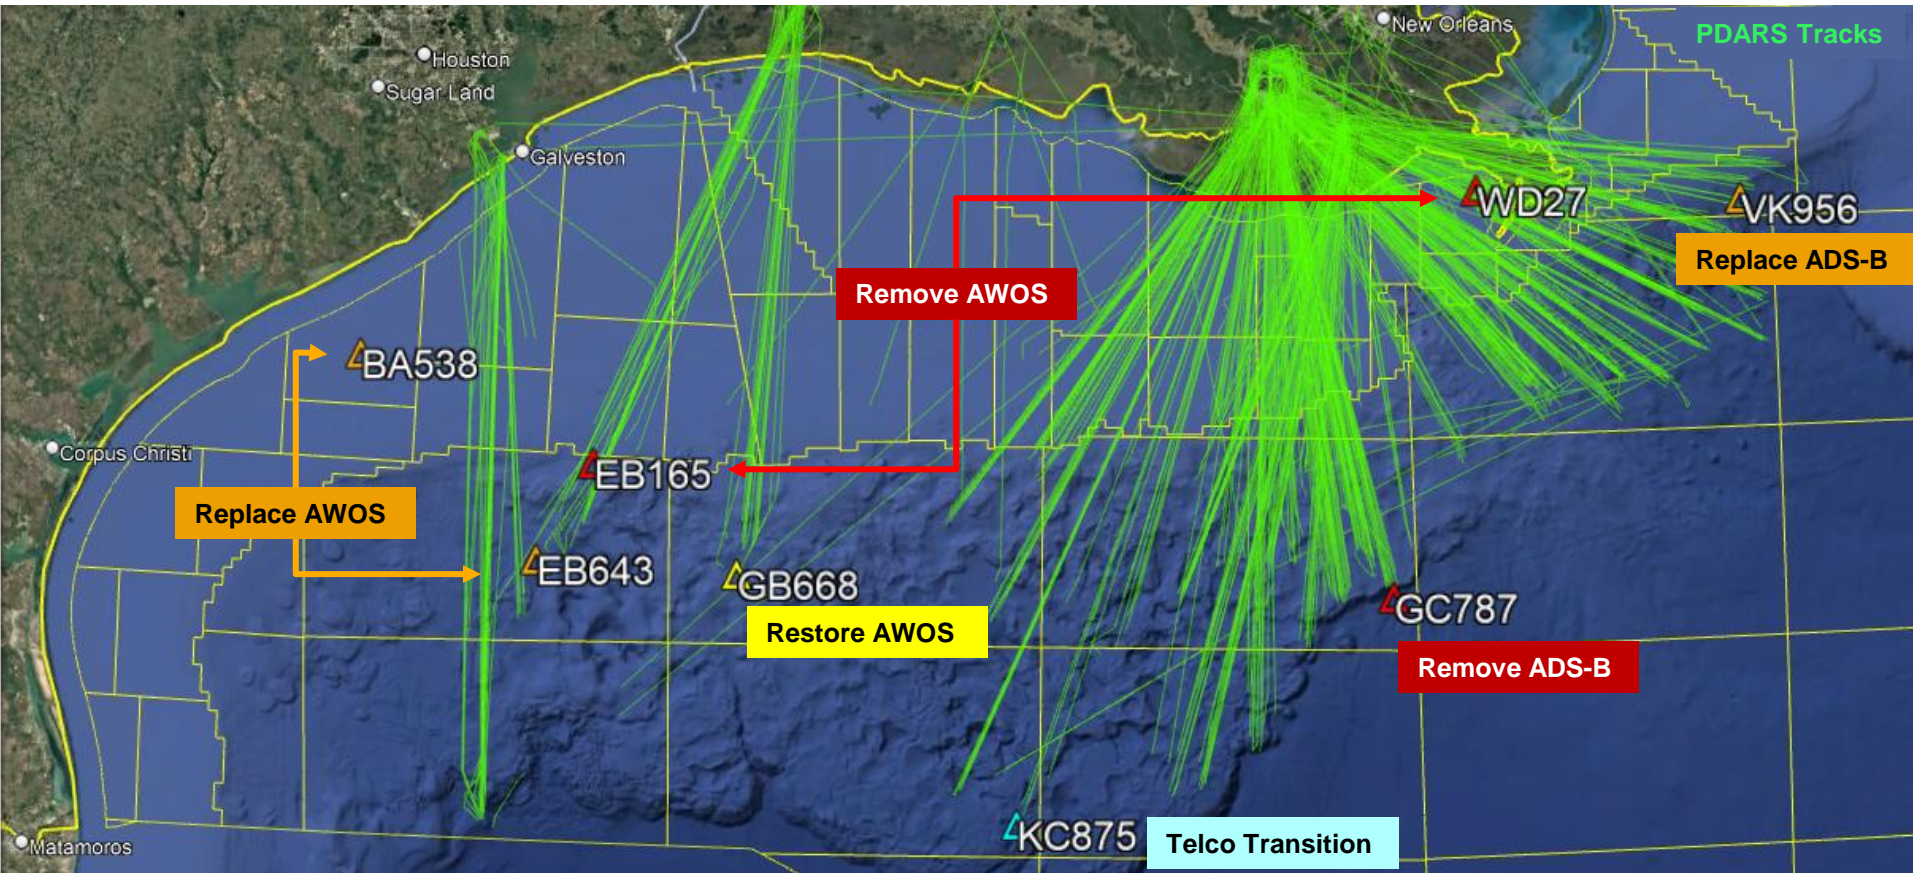 New Orleans
PDARS Tracks
Houston
Sugar Land
Galveston
WD27
VK956
Replace ADS-B
Remove AWOS
BA538
Corpus Christi
EB165
Replace AWOS
EB643
GB668
GC787
Restore AWOS
Remove ADS-B
KC875
Telco Transition
Matamoros